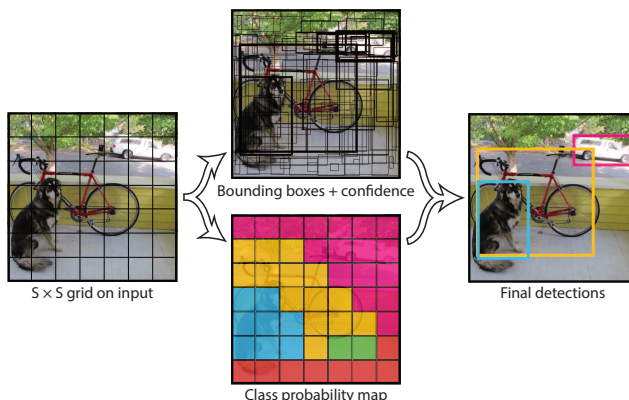 Bounding boxes + confidence
S × S grid on input
Final detections
Class probability map